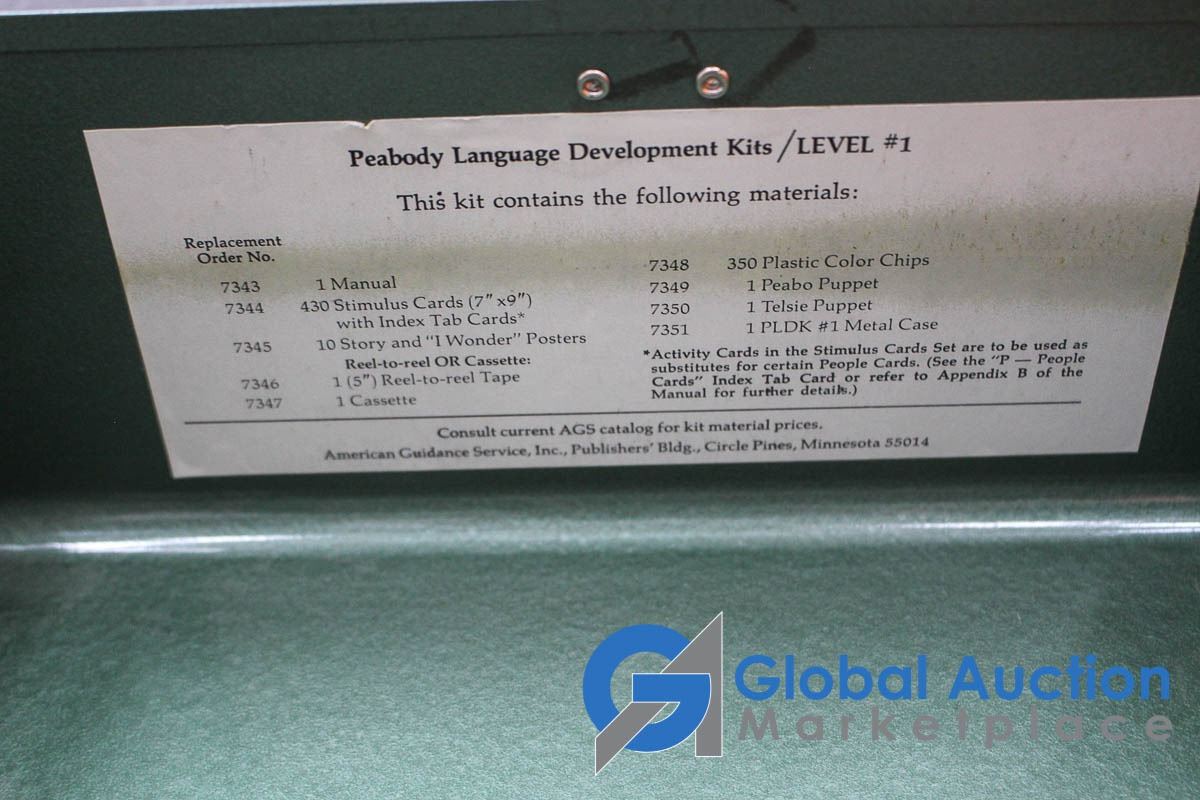 Peabody Language Development Kits/LEVEL #1
This kit contains the following materials:
Replacement
Order No.
7343 1 Manual
7344 430 Stimulus Cards (7" x9")
with Index Tab Cards*
7345 10 Story and "I Wonder" Posters
Reel-to-reel OR Cassette:
7346 1 (5") Reel-to-reel Tape
7347 1 Cassette
7348 350 Plastic Color Chips
7349 1 Peabo Puppet
7350 1 Telsie Puppet
7351 1 PLDK #1 Metal Case
*Activity Cards in the Stimulus Cards Set are to be used as
substitutes for certain People Cards. (See the "P — People
Cards" Index Tab Card or refer to Appendix B of the
Manual for further details.)
Consult current AGS catalog for kit material prices.
American Guidance Service, Inc., Publishers' Bldg., Circle Pines, Minnesota 55014
Global Auction
Marketplace